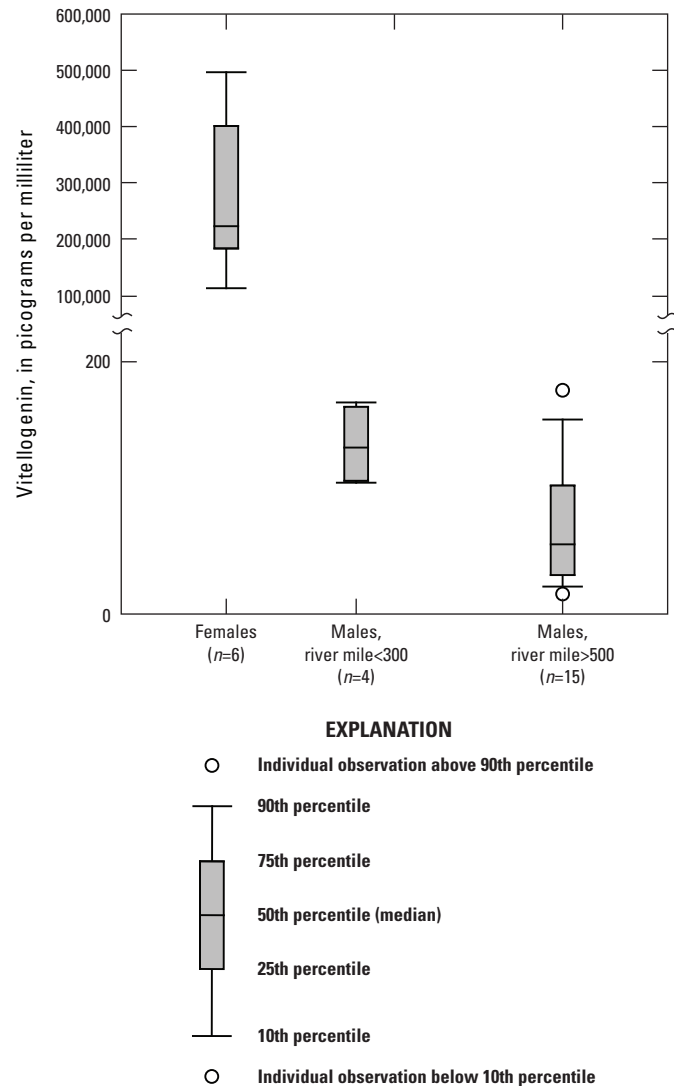 600,000
500,000
400,000
300,000
200,000
100,000
200
0
Vitellogenin, in picograms per milliliter
Females
(n=6)
Males,
river mile<300
(n=4)
Males,
river mile>500
(n=15)
EXPLANATION
Individual observation above 90th percentile
90th percentile
75th percentile
50th percentile (median)
25th percentile
10th percentile
Individual observation below 10th percentile